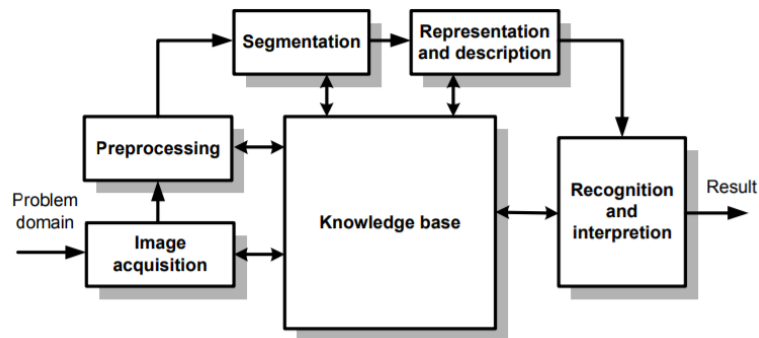 Segmentation
Representation
and description
Preprocessing
Problem
domain
Image
acquisition
Knowledge base
Recognition
and
interpretion
Result